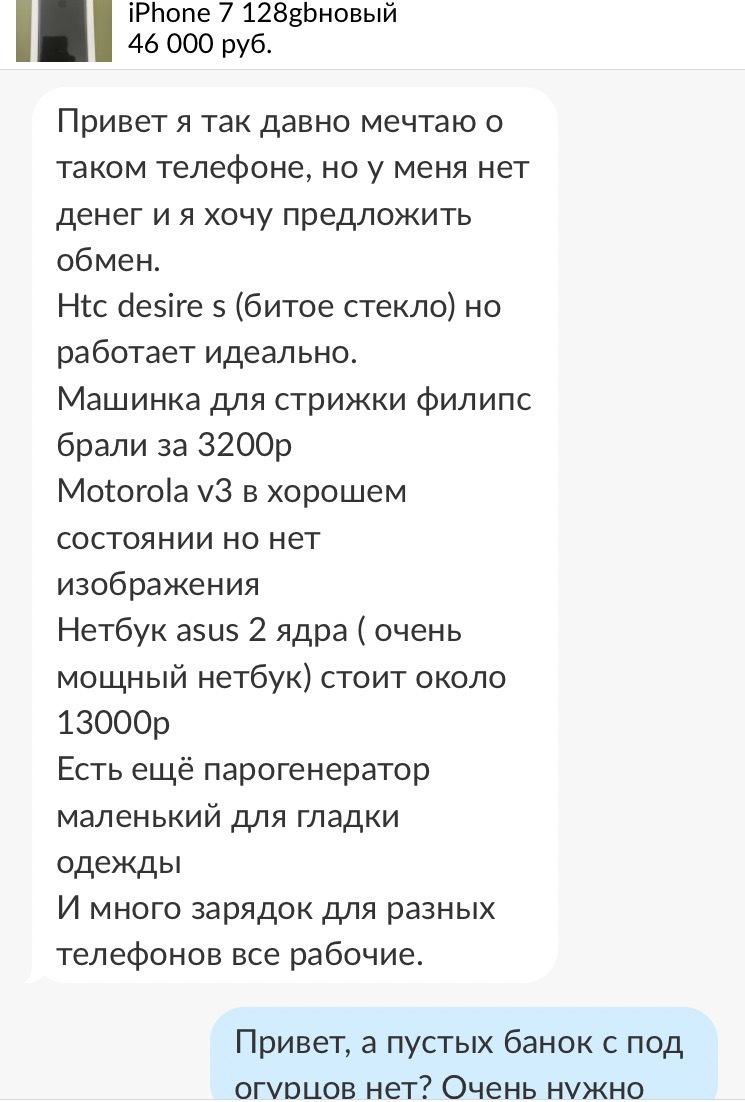 iPhone 7 128gbновый
46 000 руб.
Привет я так давно мечтаю о
таком телефоне, но у меня нет
денег и я хочу предложить
обмен.
Htc desire s (битое стекло) но
работает идеально.
Машинка для стрижки филипс
брали за 3200р
Motorola v3 в хорошем
состоянии но нет
изображения
Нетбук asus 2 ядра ( очень
мощный нетбук) стоит около
13000р
Есть ещё парогенератор
маленький для гладки
одежды
И много зарядок для разных
телефонов все рабочие.
Привет, а пустых банок с под
огурцов нет? Очень нужно